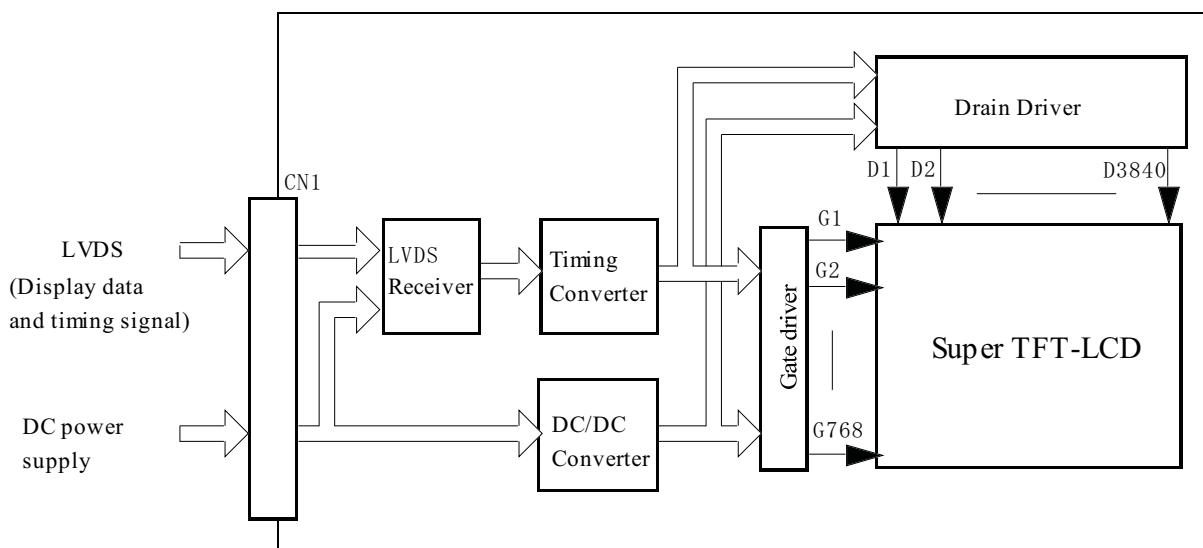 CN1
LVDS
(Display data
and timing signal)
DC power
supply
LVDS
Receiver
Timing
Converter
DC/DC
Converter
Gate driver
Drain Driver
D1
D2
D3840
G1
G2
G768
Super TFT-LCD